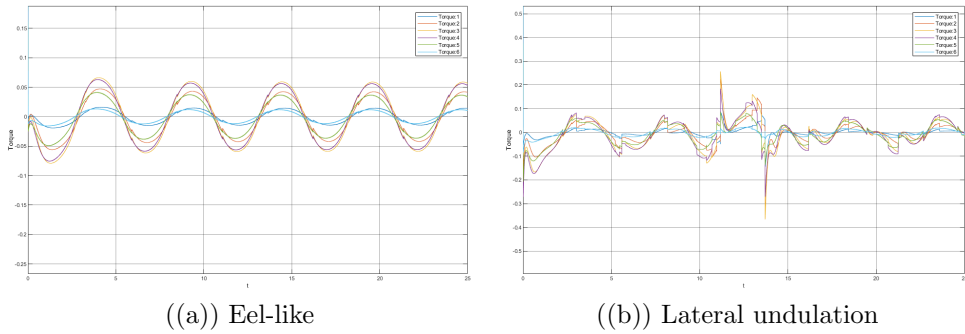 0.15
0.1
0.05
0
-0.05
-0.1
-0.15
-0.2
-0.25
Torque
0 5 10 15 20 25
t
Torque:1
Torque:2
Torque:3
Torque:4
Torque:5
Torque:6
((a)) Eel-like
0.5
0.4
0.3
0.2
0.1
0
-0.1
-0.2
-0.3
-0.4
-0.5
Torque
0 5 10 15 20 25
t
Torque:1
Torque:2
Torque:3
Torque:4
Torque:5
Torque:6
((b)) Lateral undulation